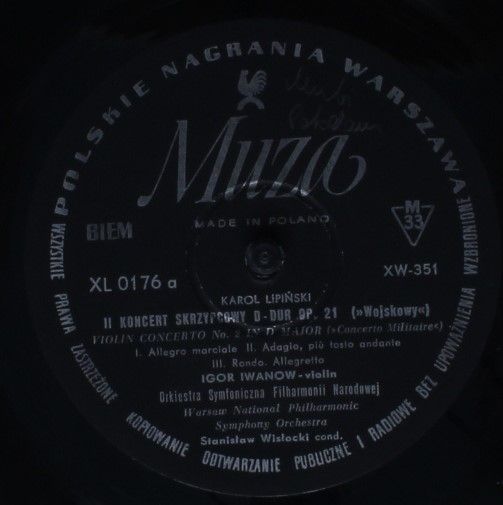 POLSKIE NAGRANIA WARSZAWA
Muza
MADE IN POLAND
BIEM
M
33
XL 0176 a
XW-351
KAROL LIPIŃSKI
II KONCERT SKRZYPCOWY D-DUR OP. 21 (»Wojskowy«)
VIOLIN CONCERTO No. 2 IN D MAJOR (»Concerto Militaire«)
I. Allegro marciale II. Adagio, più tosto andante
III. Rondo. Allegretto
IGOR IWANOW - violin
Orkiestra Symfoniczna Filharmonii Narodowej
Warsaw National Philharmonic
Symphony Orchestra
Stanisław Wisłocki cond.
WSZYSTKIE PRAWA ZASTRZEŻONE KOPIOWANIE ODTWARZANIE PUBLICZNE I RADIOWE BEZ UPOWAŻNIENIA WZBRONIONE